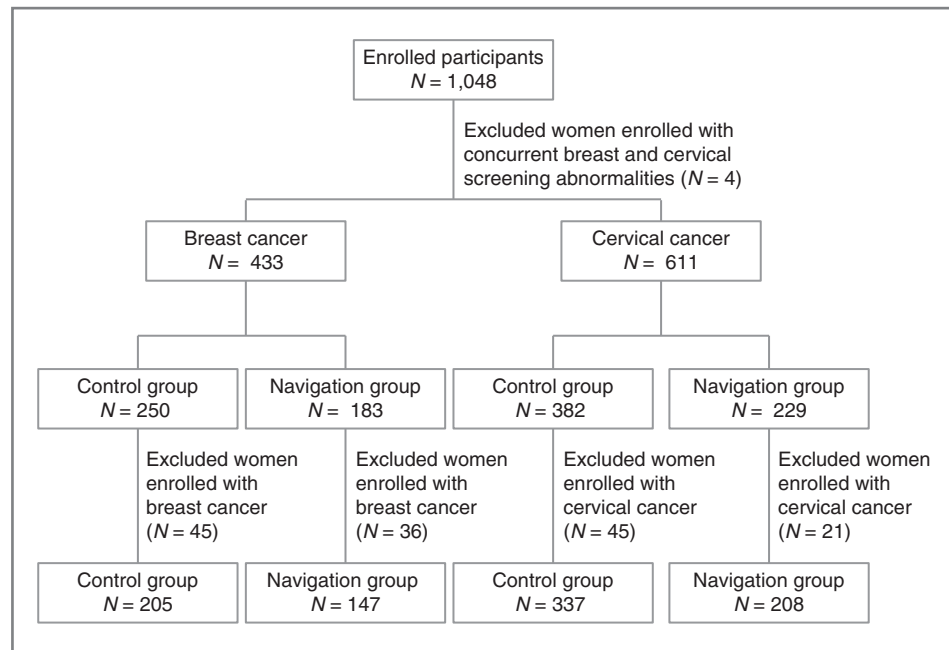 Enrolled participants
N = 1,048
Excluded women enrolled with
concurrent breast and cervical
screening abnormalities (N = 4)
Breast cancer
N = 433
Cervical cancer
N = 611
Control group
N = 250
Navigation group
N = 183
Control group
N = 382
Navigation group
N = 229
Excluded women
enrolled with
breast cancer
(N = 45)
Excluded women
enrolled with
breast cancer
(N = 36)
Excluded women
enrolled with
cervical cancer
(N = 45)
Excluded women
enrolled with
cervical cancer
(N = 21)
Control group
N = 205
Navigation group
N = 147
Control group
N = 337
Navigation group
N = 208